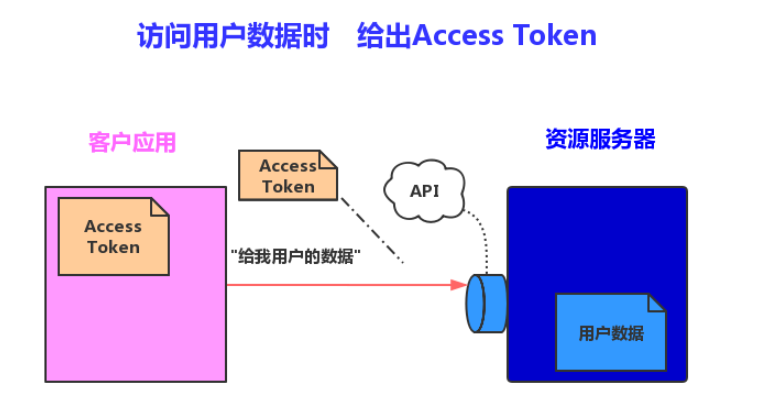 访问用户数据时 给出Access Token
客户应用
资源服务器
Access
Token
API
Access
Token
"给我用户的数据"
用户数据